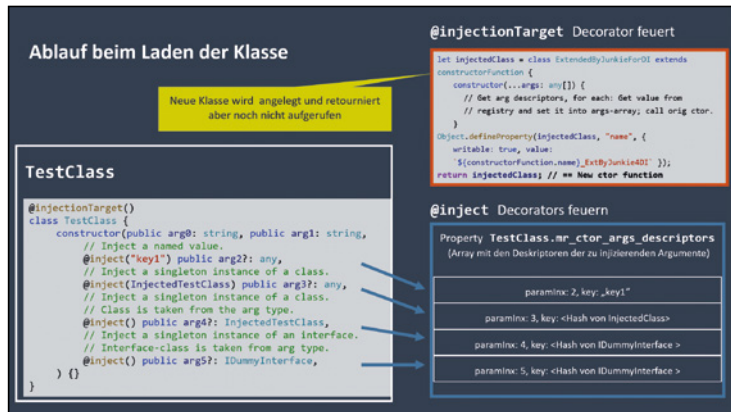 Ablauf beim Laden der Klasse
Neue Klasse wird angelegt und retourniert
aber noch nicht aufgerufen
@injectionTarget Decorator feuert
let injectedClass = class ExtendedByJunkieForDI extends
constructorFunction {
constructor(...args: any[]) {
// Get arg descriptors, for each: Get value from
// registry and set it into args-array; call orig ctor.
}
Object.defineProperty(injectedClass, "name", {
writable: true, value:
`${constructorFunction.name}_ExtByJunkie4DI` });
return injectedClass; // == New ctor function
TestClass
@injectionTarget()
class TestClass {
constructor(public arg0: string, public arg1: string,
// Inject a named value.
@inject("key1") public arg2?: any,
// Inject a singleton instance of a class.
@inject(InjectedTestClass) public arg3?: any,
// Inject a singleton instance of a class.
// Class is taken from the arg type.
@inject() public arg4?: InjectedTestClass,
// Inject a singleton instance of an interface.
// Interface-class is taken from arg type.
@inject() public arg5?: IDummyInterface,
) {}
}
@inject Decorators feuern
Property TestClass.mr_ctor_args_descriptors
(Array mit den Deskriptoren der zu injizierenden Argumente)
paramInx: 2, key: „key1"
paramInx: 3, key: <Hash von InjectedClass>
paramInx: 4, key: <Hash von IDummyInterface >
paramInx: 5, key: <Hash von IDummyInterface >